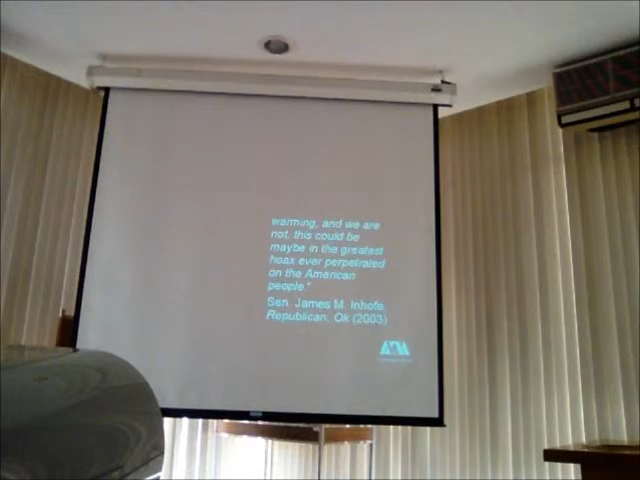 warming, and we are
not, this could be
maybe in the greatest
hoax ever perpetrated
on the American
people."
Sen. James M. Inhofe
Republican, Ok (2003)